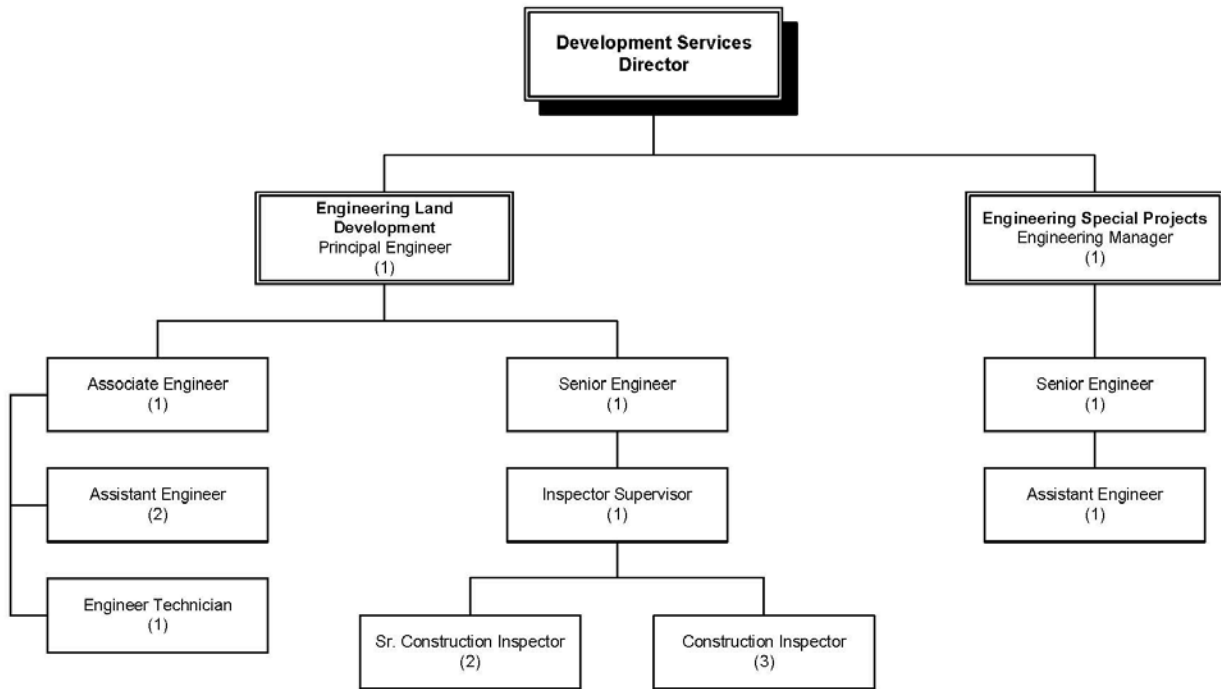 Development Services
Director
Engineering Land
Development
Principal Engineer
(1)
Engineering Special Projects
Engineering Manager
(1)
Associate Engineer
(1)
Senior Engineer
(1)
Senior Engineer
(1)
Assistant Engineer
(2)
Inspector Supervisor
(1)
Assistant Engineer
(1)
Engineer Technician
(1)
Sr. Construction Inspector
(2)
Construction Inspector
(3)